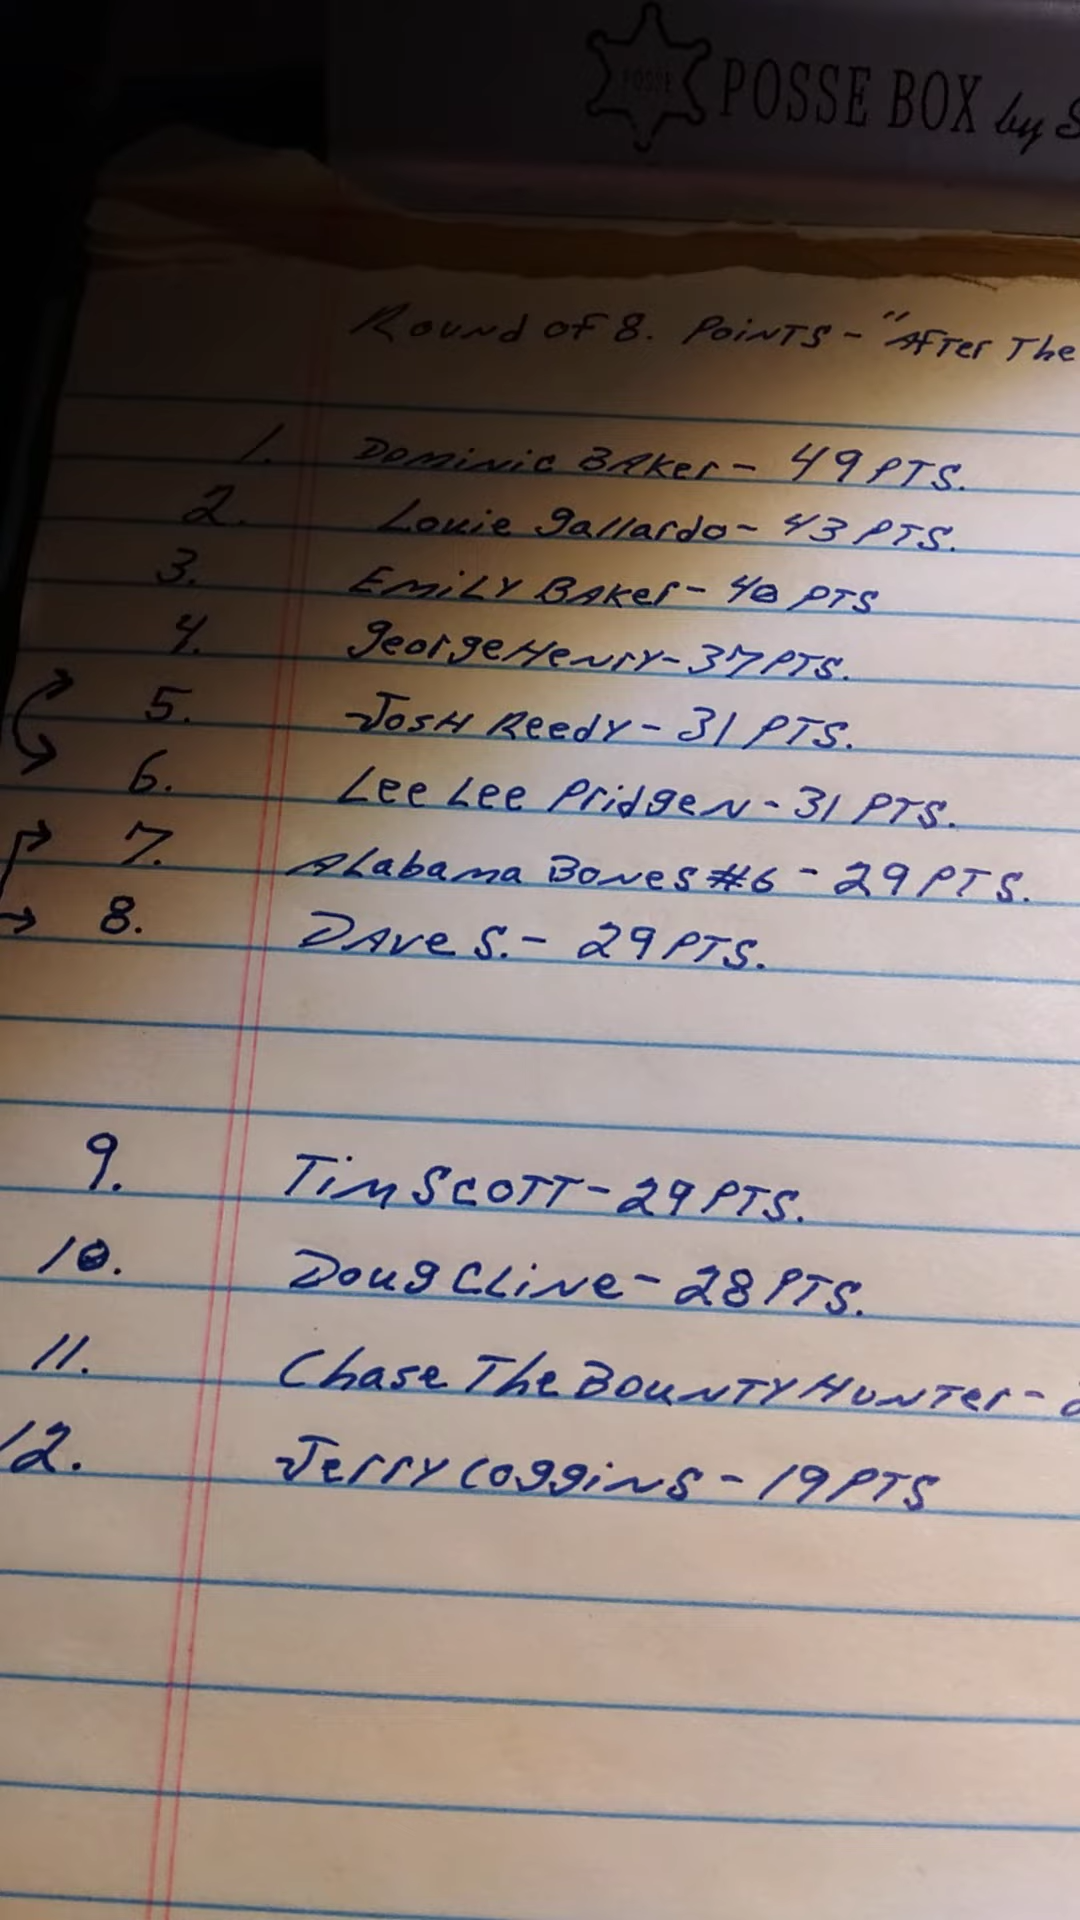 POSSE
POSSE BOX by S
Round of 8. Points - "After The
1. Dominic Baker - 49 PTS.
2. Louie Gallardo - 43 PTS.
3. Emily Baker - 40 PTS
4. George Henry - 37 PTS.
5. Josh Reedy - 31 PTS.
6. Lee Lee Pridgen - 31 PTS.
7. Alabama Bones #6 - 29 PTS.
8. Dave S. - 29 PTS.
9. Tim Scott - 29 PTS.
10. Doug Cline - 28 PTS.
11. Chase The Bounty Hunter -
12. Jerry Coggins - 19 PTS